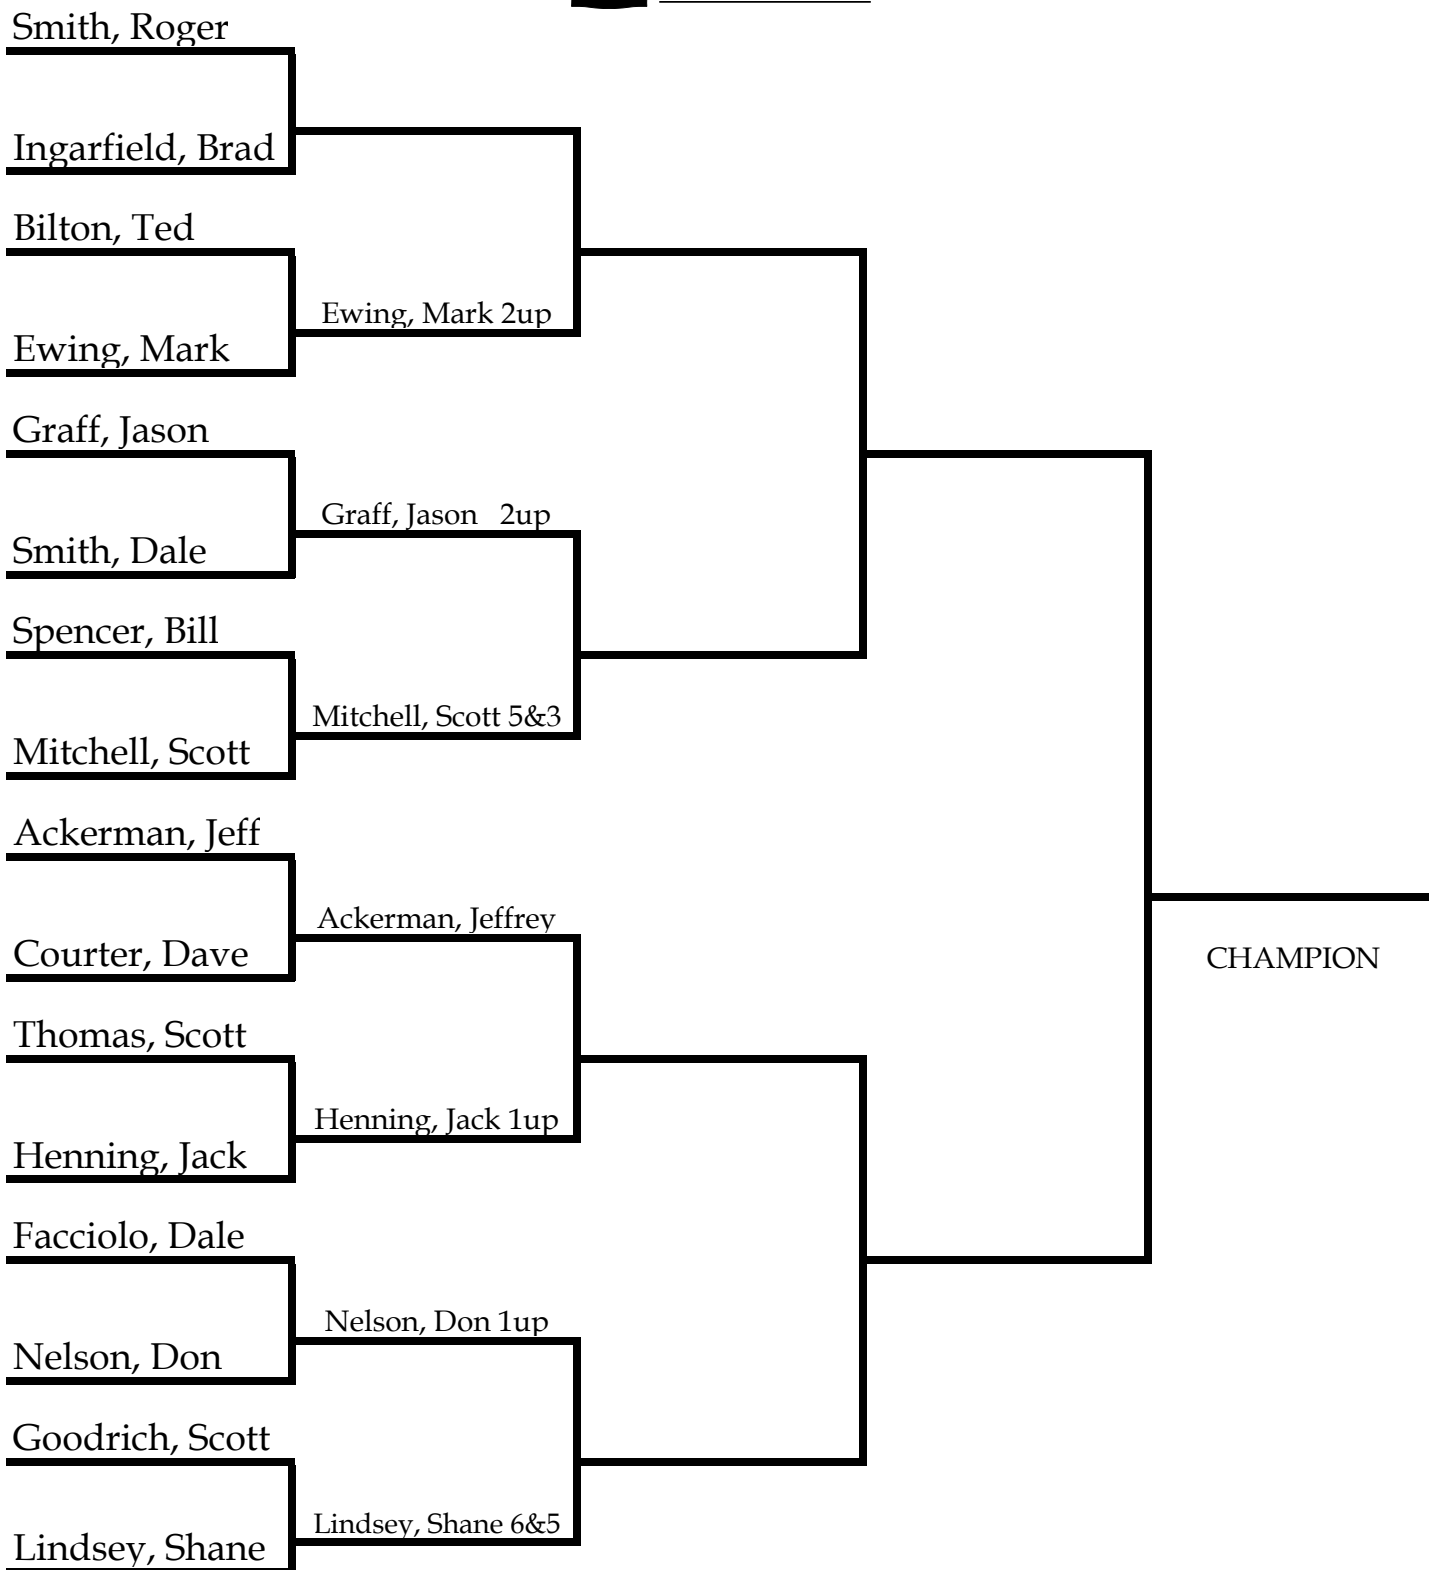 Smith, Roger
Ingarfield, Brad
Bilton, Ted
Ewing, Mark 2up
Ewing, Mark
Graff, Jason
Graff, Jason 2up
Smith, Dale
Spencer, Bill
Mitchell, Scott 5&3
Mitchell, Scott
Ackerman, Jeff
Ackerman, Jeffrey
Courter, Dave
CHAMPION
Thomas, Scott
Henning, Jack 1up
Henning, Jack
Facciolo, Dale
Nelson, Don 1up
Nelson, Don
Goodrich, Scott
Lindsey, Shane 6&5
Lindsey, Shane